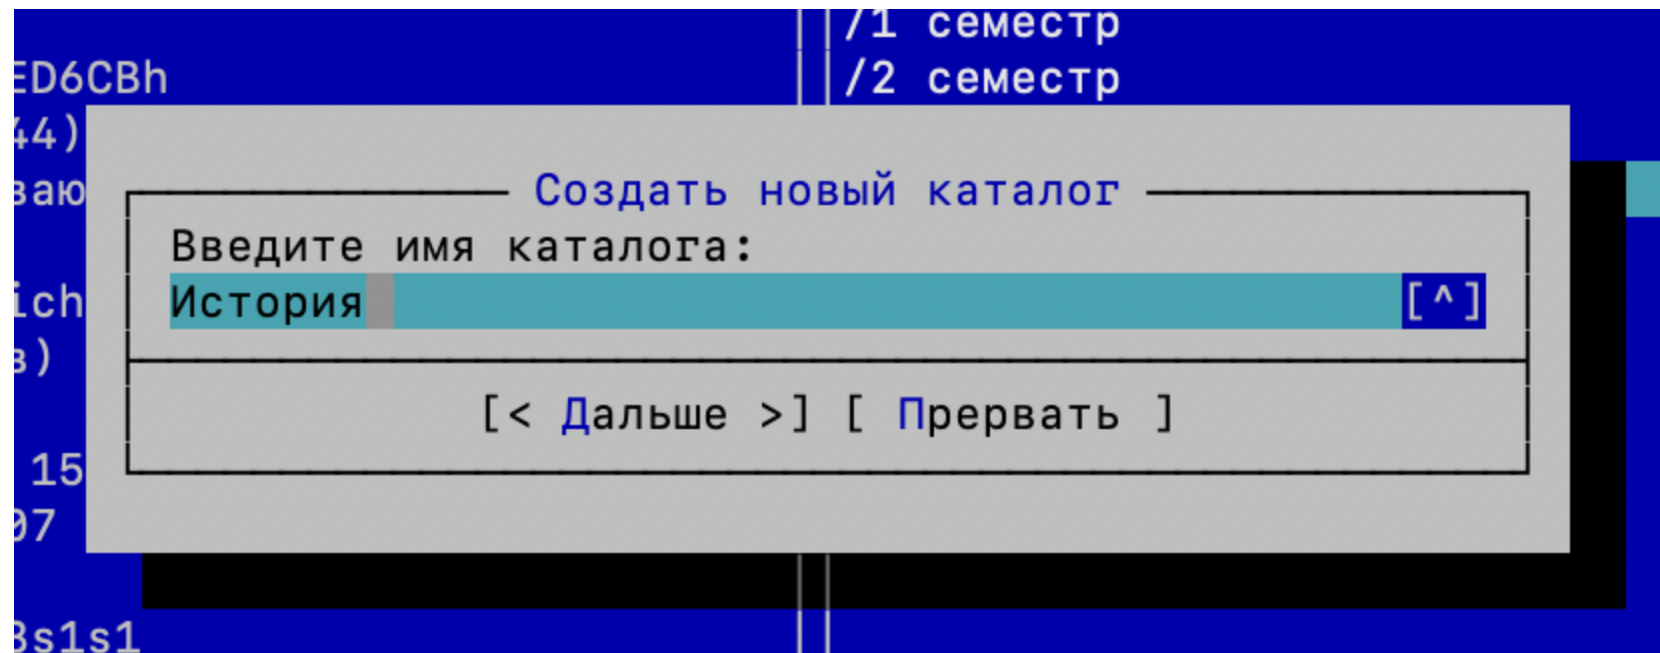 /1 семестр
ED6CBh
/2 семестр
44)
ваю
Создать новый каталог
Введите имя каталога:
ich
История
[^]
в)
[< Дальше >] [ Прервать ]
15
07
3s1s1